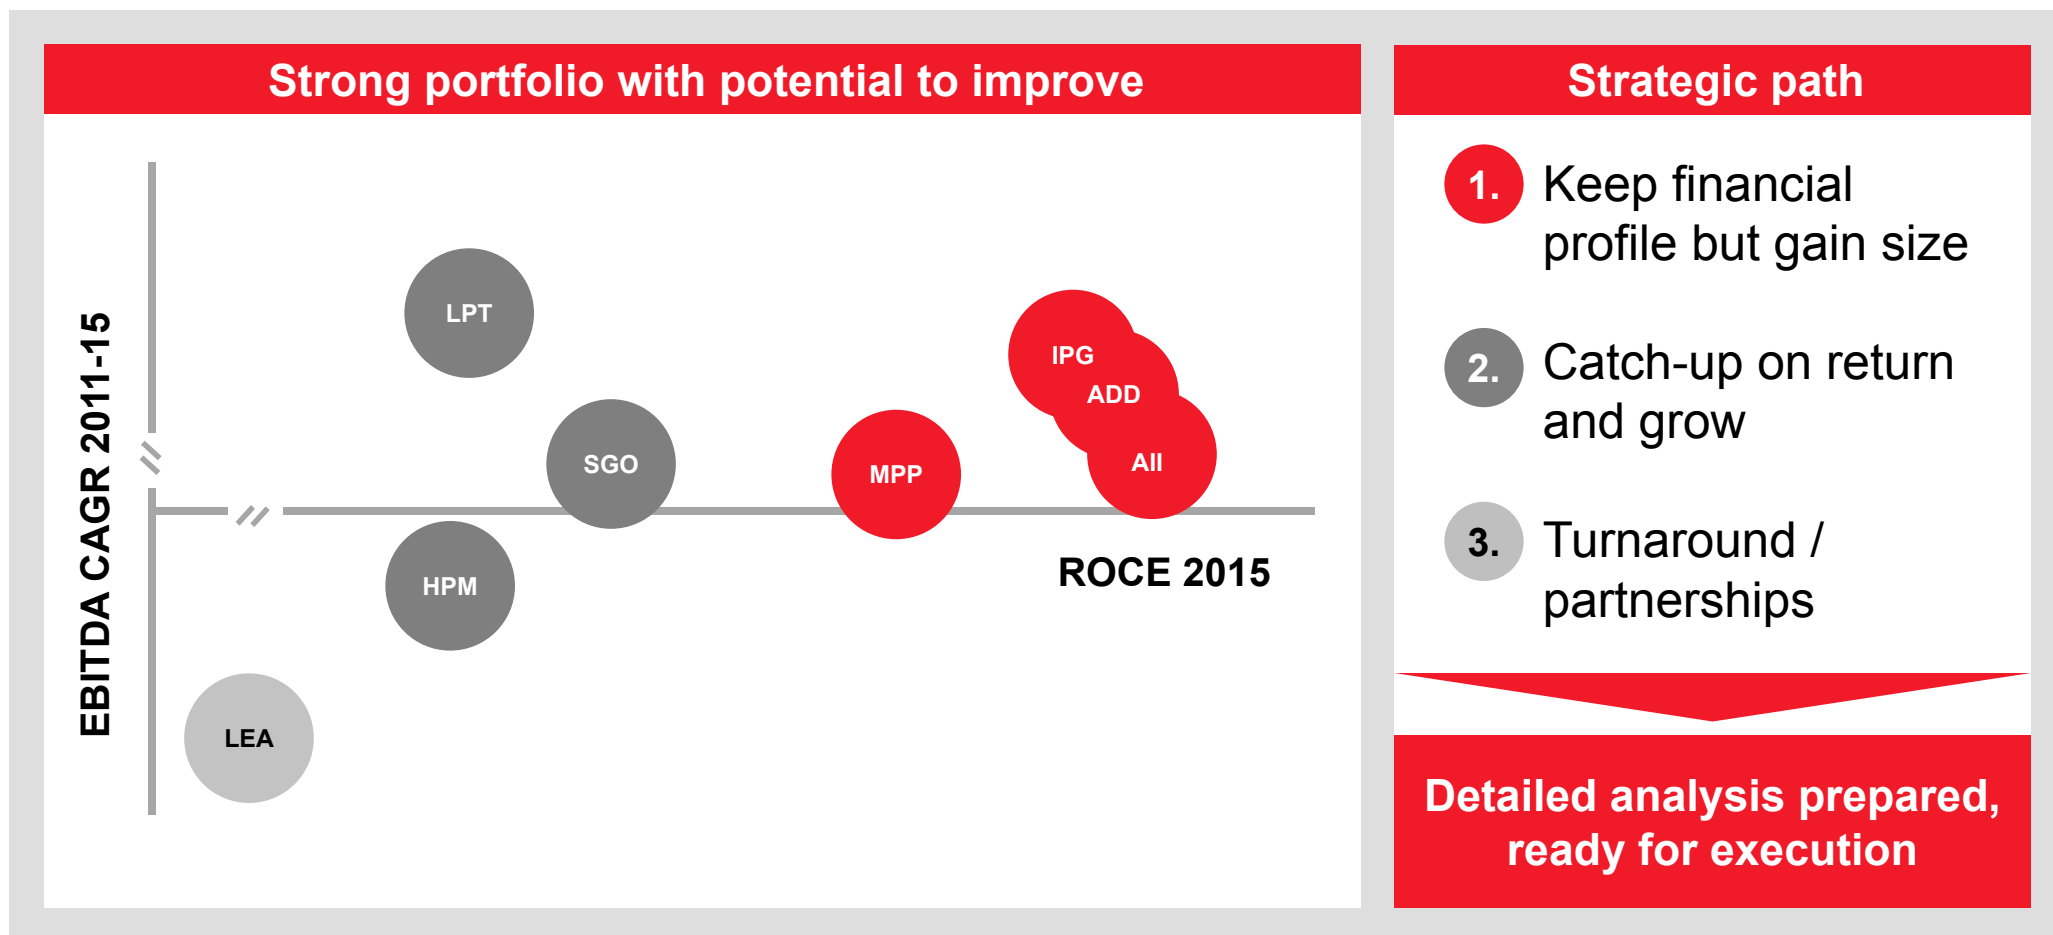 Strong portfolio with potential to improve
EBITDA CAGR 2011-15
LPT
IPG
ADD
SGO
MPP
AII
ROCE 2015
HPM
LEA
Strategic path
1. Keep financial
profile but gain size
2. Catch-up on return
and grow
3. Turnaround /
partnerships
Detailed analysis prepared,
ready for execution